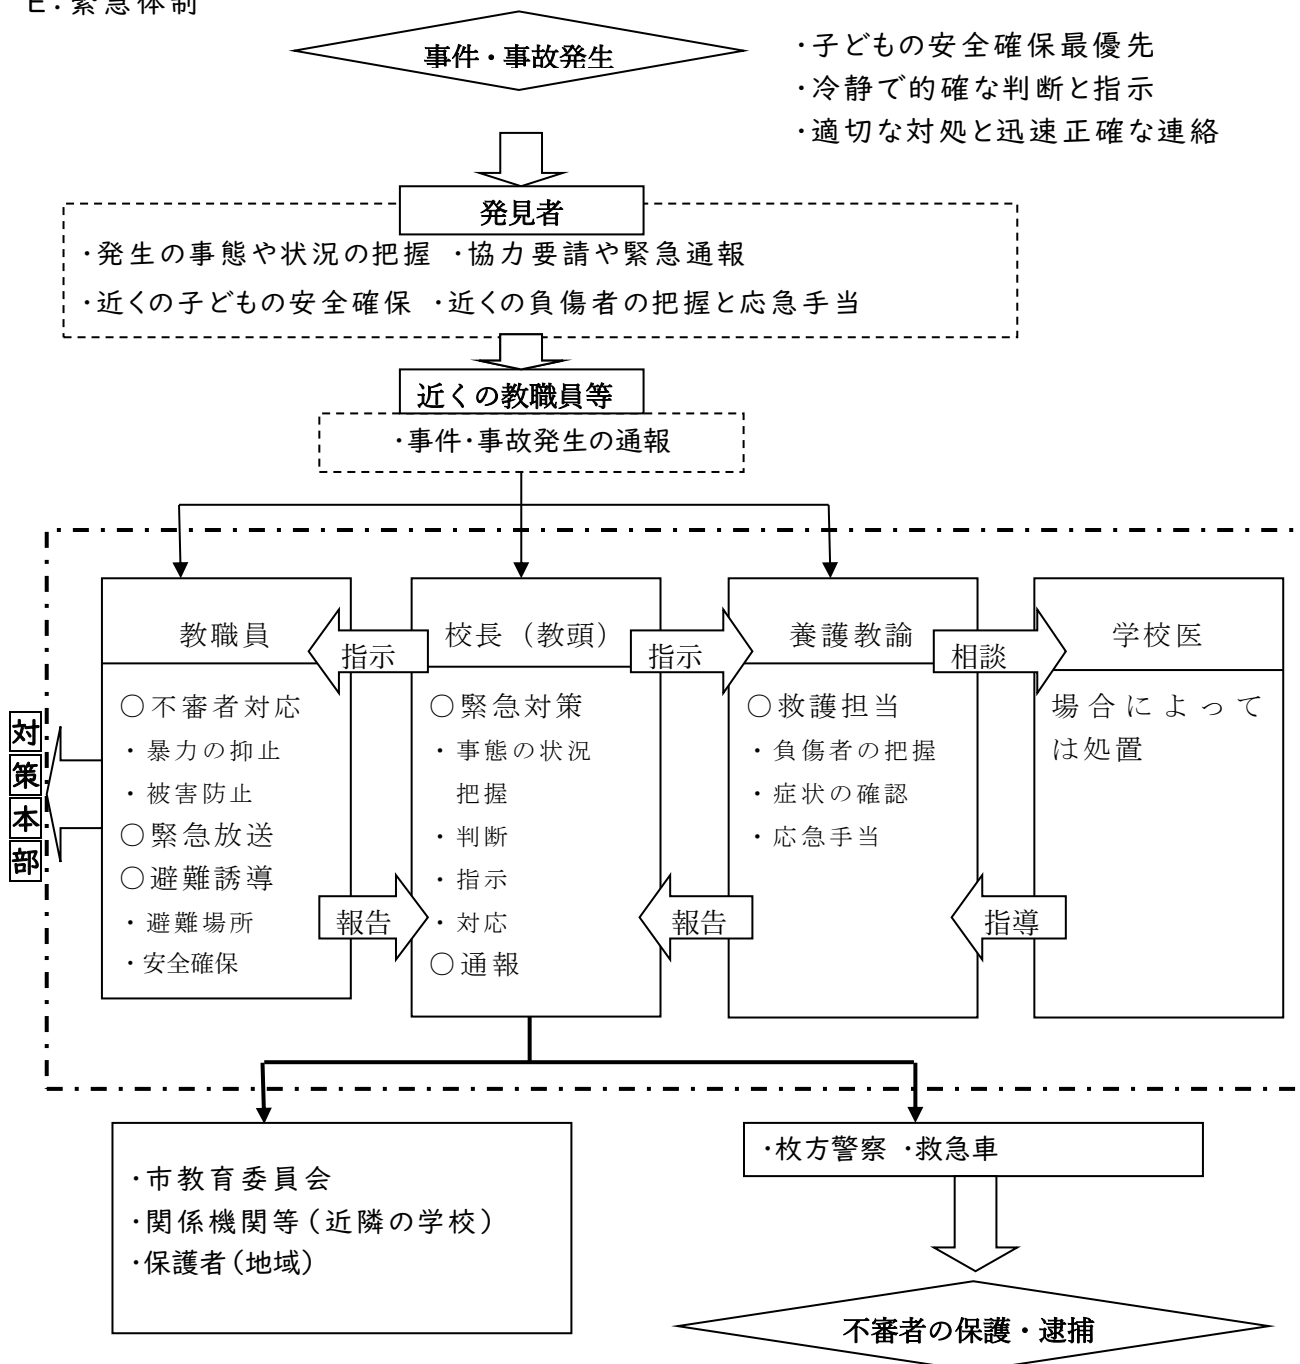 E:緊急体制
事件・事故発生
・子どもの安全確保最優先
・冷静で的確な判断と指示
・適切な対処と迅速正確な連絡
発見者
・発生の事態や状況の把握 ・協力要請や緊急通報
・近くの子どもの安全確保 ・近くの負傷者の把握と応急手当
近くの教職員等
・事件・事故発生の通報
対策本部
教職員
○不審者対応
・暴力の抑止
・被害防止
○緊急放送
○避難誘導
・避難場所
・安全確保
指示
報告
校長(教頭)
○緊急対策
・事態の状況
把握
・判断
・指示
・対応
○通報
指示
報告
養護教諭
○救護担当
・負傷者の把握
・症状の確認
・応急手当
相談
指導
学校医
場合によって
は処置
・市教育委員会
・関係機関等(近隣の学校)
・保護者(地域)
・枚方警察 ・救急車
不審者の保護・逮捕